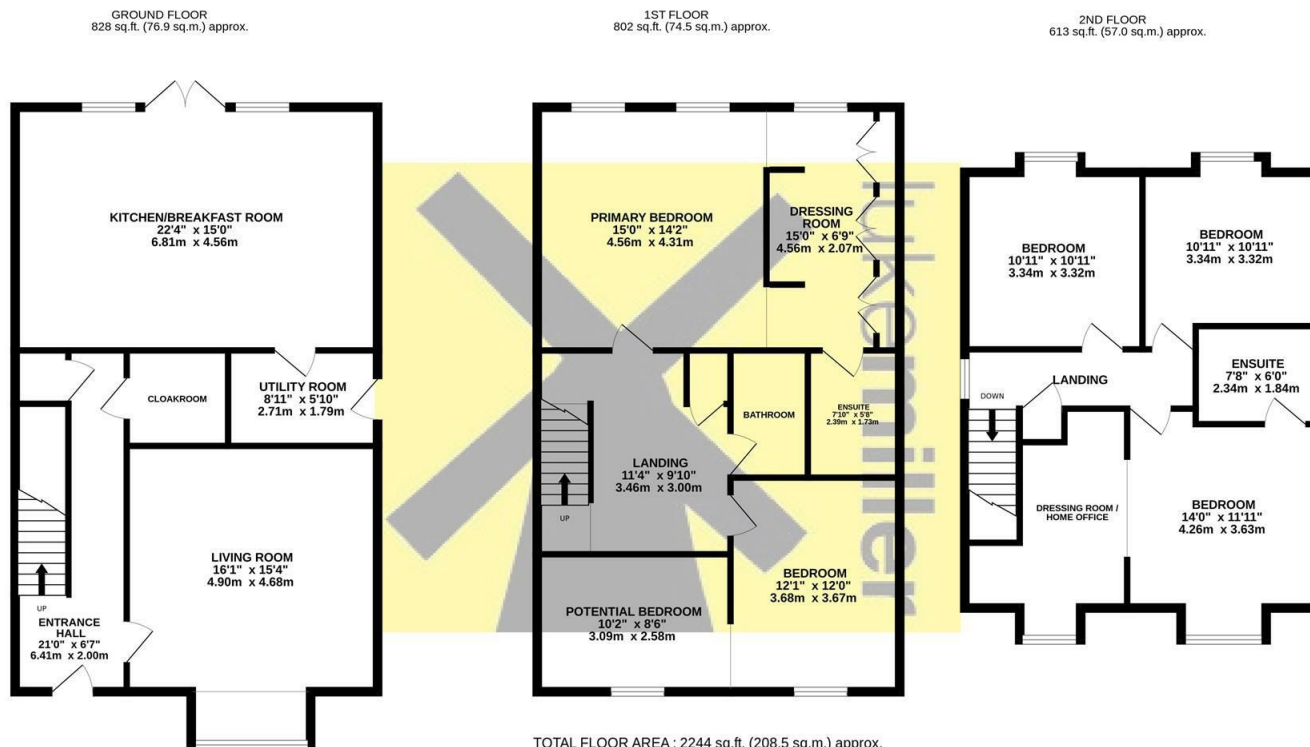 GROUND FLOOR
828 sq.ft. (76.9 sq.m.) approx.
KITCHEN/BREAKFAST ROOM
22'4" x 15'0"
6.81m x 4.56m
CLOAKROOM
UTILITY ROOM
8'11" x 5'10"
2.71m x 1.79m
LIVING ROOM
16'1" x 15'4"
4.90m x 4.68m
UP
ENTRANCE
HALL
21'0" x 6'7"
6.41m x 2.00m
1ST FLOOR
802 sq.ft. (74.5 sq.m.) approx.
PRIMARY BEDROOM
15'0" x 14'2"
4.56m x 4.31m
DRESSING
ROOM
15'0" x 6'9"
4.56m x 2.07m
BATHROOM
ENSUITE
7'10" x 5'8"
2.39m x 1.73m
LANDING
11'4" x 9'10"
3.46m x 3.00m
UP
BEDROOM
12'1" x 12'0"
3.68m x 3.67m
POTENTIAL BEDROOM
10'2" x 8'6"
3.09m x 2.58m
lukemiller
2ND FLOOR
613 sq.ft. (57.0 sq.m.) approx.
BEDROOM
10'11" x 10'11"
3.34m x 3.32m
BEDROOM
10'11" x 10'11"
3.34m x 3.32m
ENSUITE
7'8" x 6'0"
2.34m x 1.84m
LANDING
DOWN
DRESSING ROOM /
HOME OFFICE
BEDROOM
14'0" x 11'11"
4.26m x 3.63m
TOTAL FLOOR AREA : 2244 sq.ft. (208.5 sq.m.) approx.